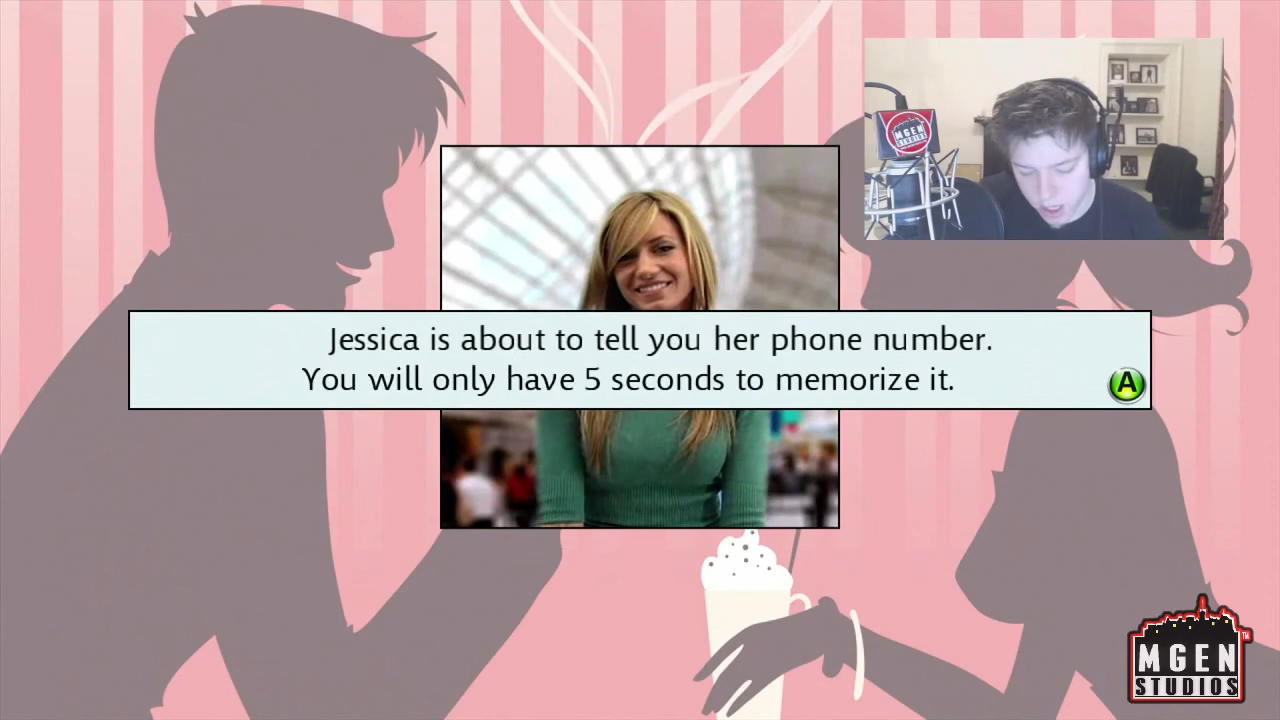 MGEN
STUDIOS
Jessica is about to tell you her phone number.
You will only have 5 seconds to memorize it.
A
MGEN
STUDIOS
TM